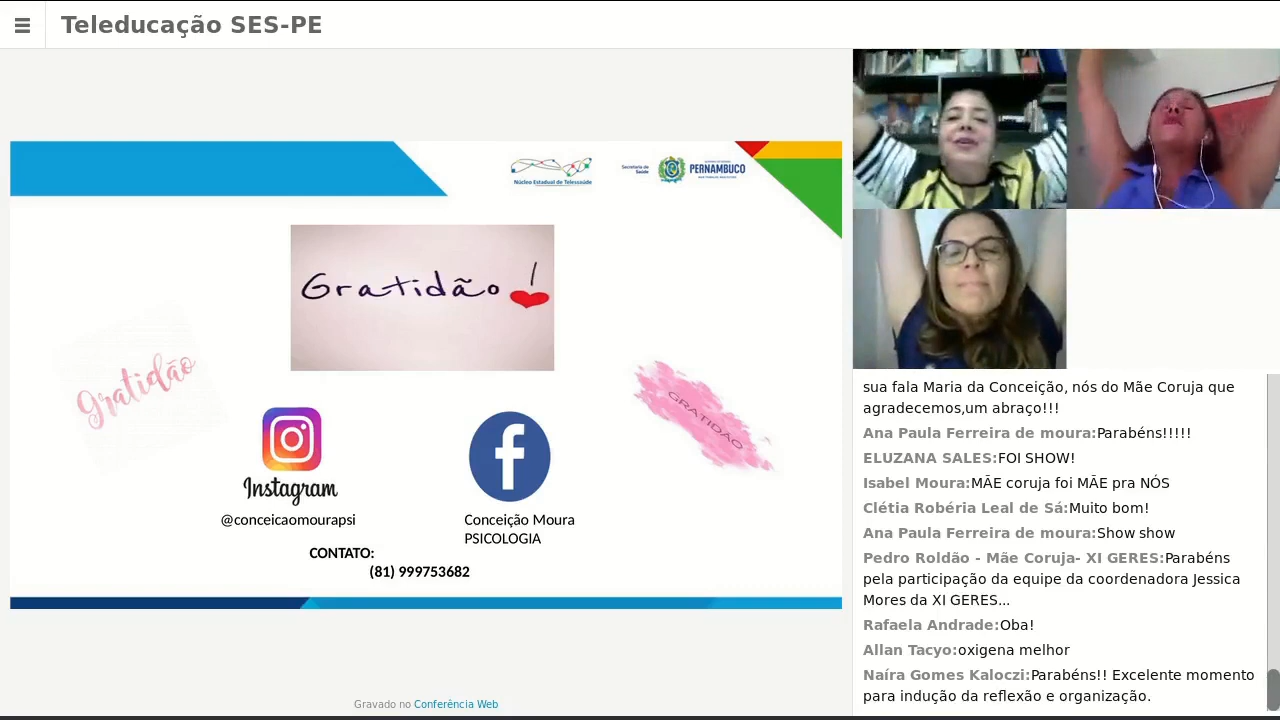 Teleducação SES-PE
Núcleo Estadual de Telessaúde
Secretaria de
Saúde
PERNAMBUCO
Gratidão!
Gratidão
GRATIDÃO
Instagram
@conceicaomourapsi
Conceição Moura
PSICOLOGIA
CONTATO:
(81) 999753682
Gravado no Conferência Web
sua fala Maria da Conceição, nós do Mãe Coruja que
agradecemos,um abraço!!!
Ana Paula Ferreira de moura:Parabéns!!!!!
ELUZANA SALES:FOI SHOW!
Isabel Moura:MÃE coruja foi MÃE pra NÓS
Clétia Robéria Leal de Sá:Muito bom!
Ana Paula Ferreira de moura:Show show
Pedro Roldão - Mãe Coruja- XI GERES:Parabéns
pela participação da equipe da coordenadora Jessica
Mores da XI GERES...
Rafaela Andrade:Oba!
Allan Tacyo:oxigena melhor
Naíra Gomes Kaloczi:Parabéns!! Excelente momento
para indução da reflexão e organização.